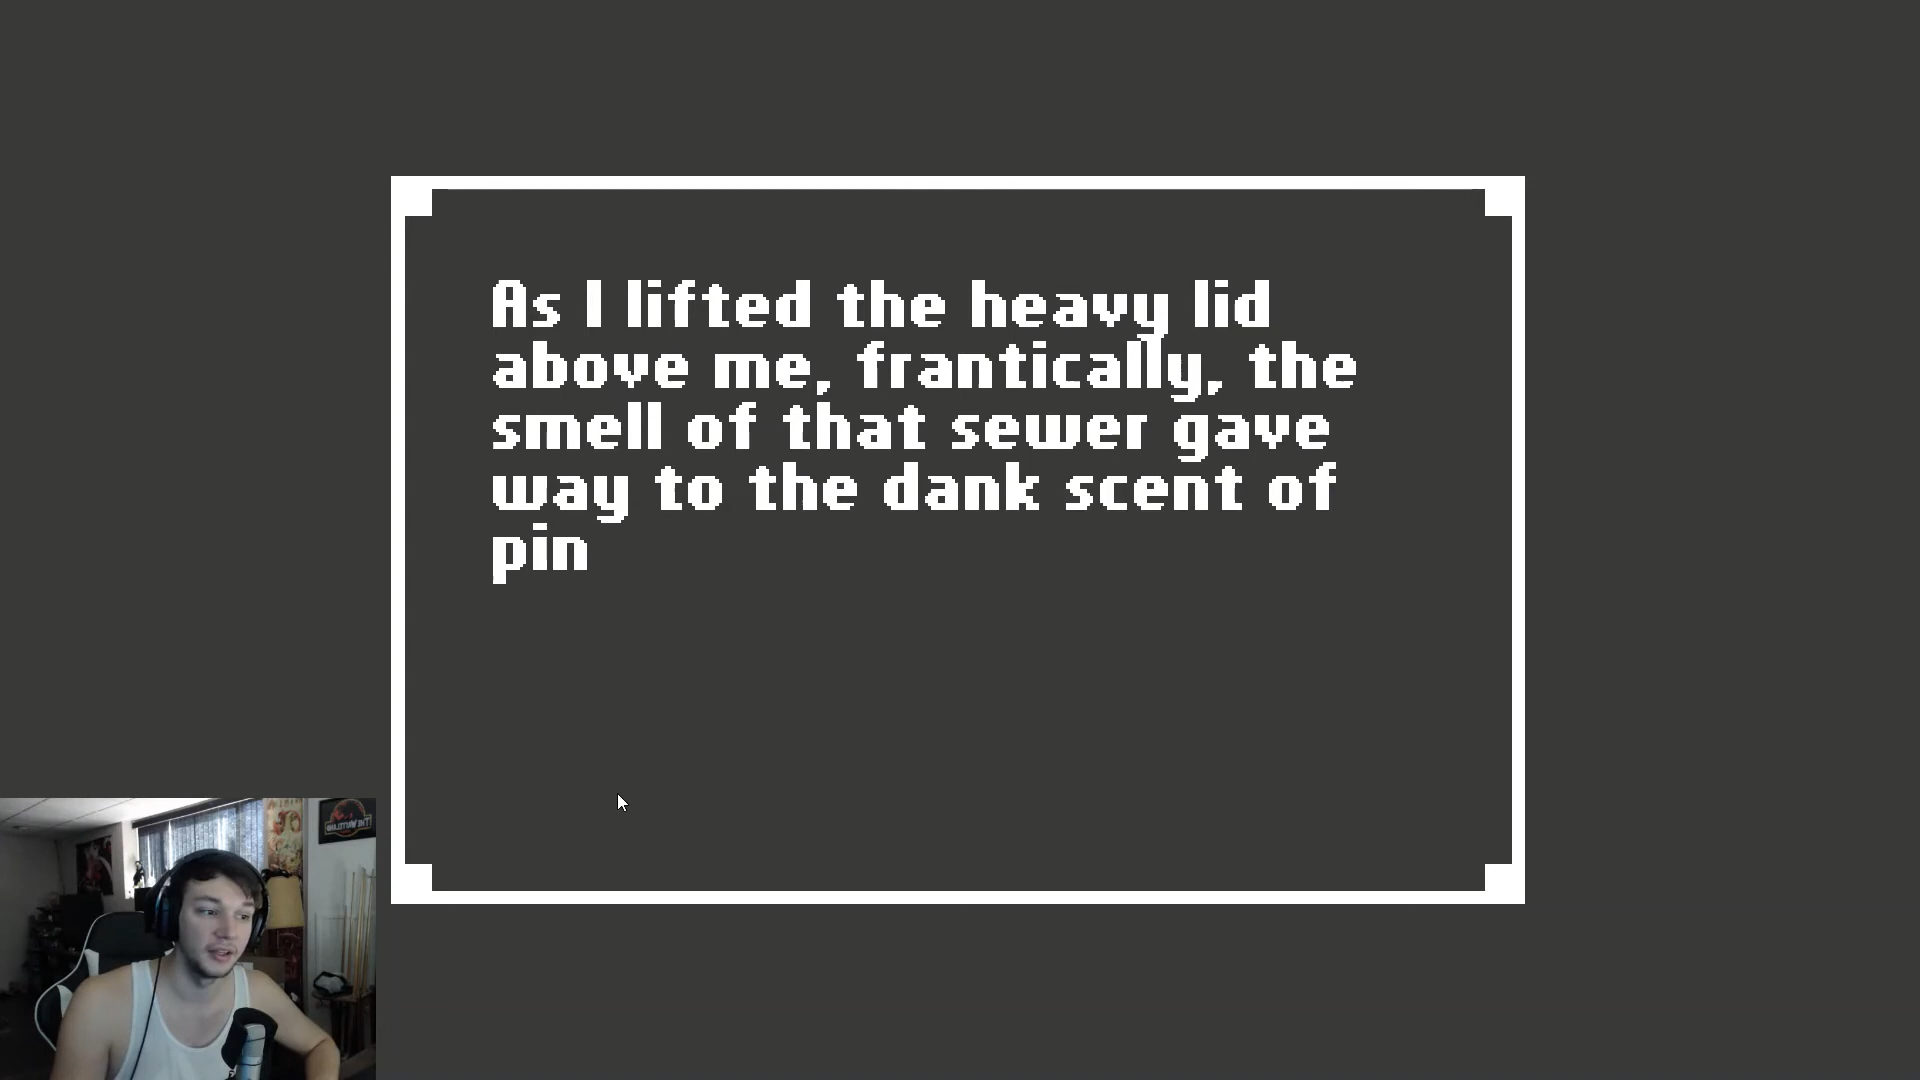 As I lifted the heavy lid
above me, frantically, the
smell of that sewer gave
way to the dank scent of
pin